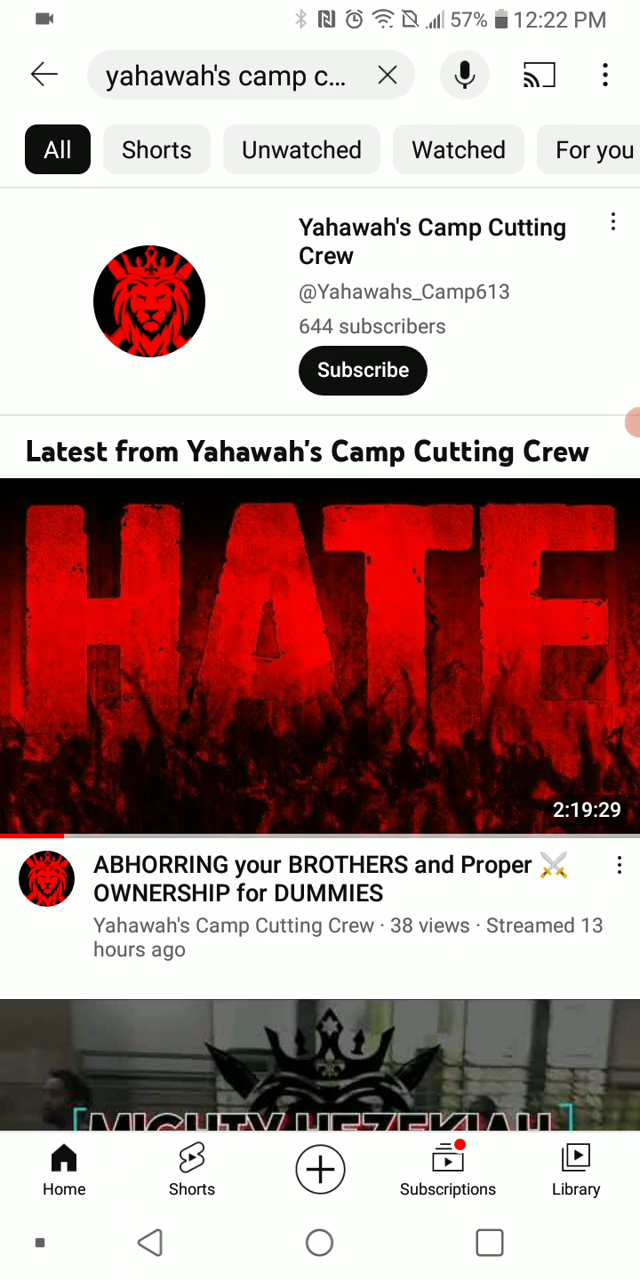 57% 12:22 PM
yahawah's camp c...
All Shorts Unwatched Watched For you
Yahawah's Camp Cutting
Crew
@Yahawahs_Camp613
644 subscribers
Subscribe
Latest from Yahawah's Camp Cutting Crew
HATE
2:19:29
ABHORRING your BROTHERS and Proper ⚔️
OWNERSHIP for DUMMIES
Yahawah's Camp Cutting Crew · 38 views · Streamed 13
hours ago
MIGHTY HEZEKIAH
Home Shorts Subscriptions Library